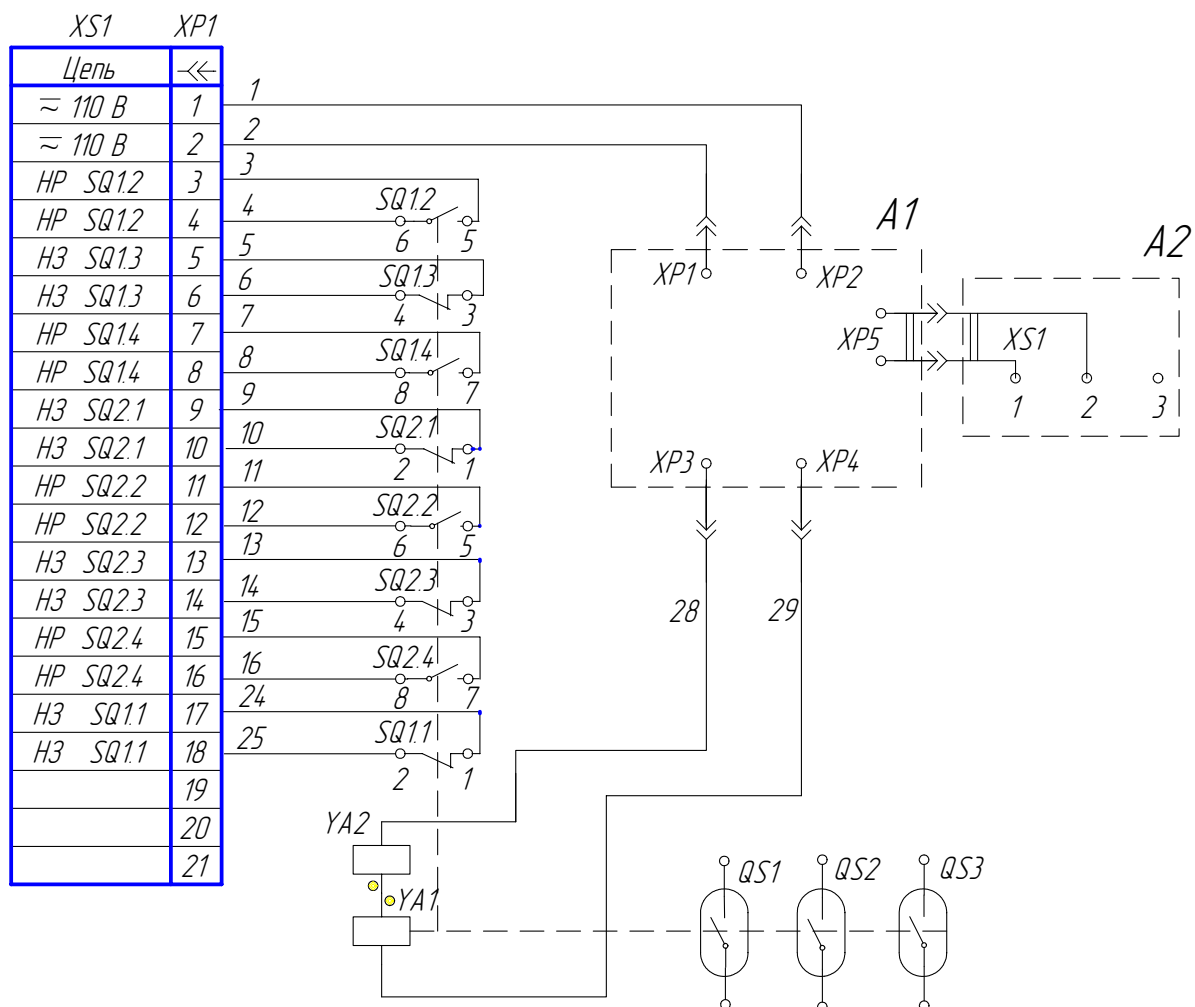 XS1 XP1
Цепь
≂ 110 В 1
≂ 110 В 2
НР SQ1.2 3
НР SQ1.2 4
НЗ SQ1.3 5
НЗ SQ1.3 6
НР SQ1.4 7
НР SQ1.4 8
НЗ SQ2.1 9
НЗ SQ2.1 10
НР SQ2.2 11
НР SQ2.2 12
НЗ SQ2.3 13
НЗ SQ2.3 14
НР SQ2.4 15
НР SQ2.4 16
НЗ SQ1.1 17
НЗ SQ1.1 18
19
20
21
1
2
3
4 SQ1.2
6 5
5
6 SQ1.3
4 3
7
8 SQ1.4
8 7
9
10 SQ2.1
2 1
11
12 SQ2.2
6 5
13
14 SQ2.3
4 3
15
16 SQ2.4
8 7
24
25 SQ1.1
2 1
A1
XP1 XP2
XP5
XP3 XP4
A2
XS1
1 2 3
28 29
YA2
YA1
QS1 QS2 QS3